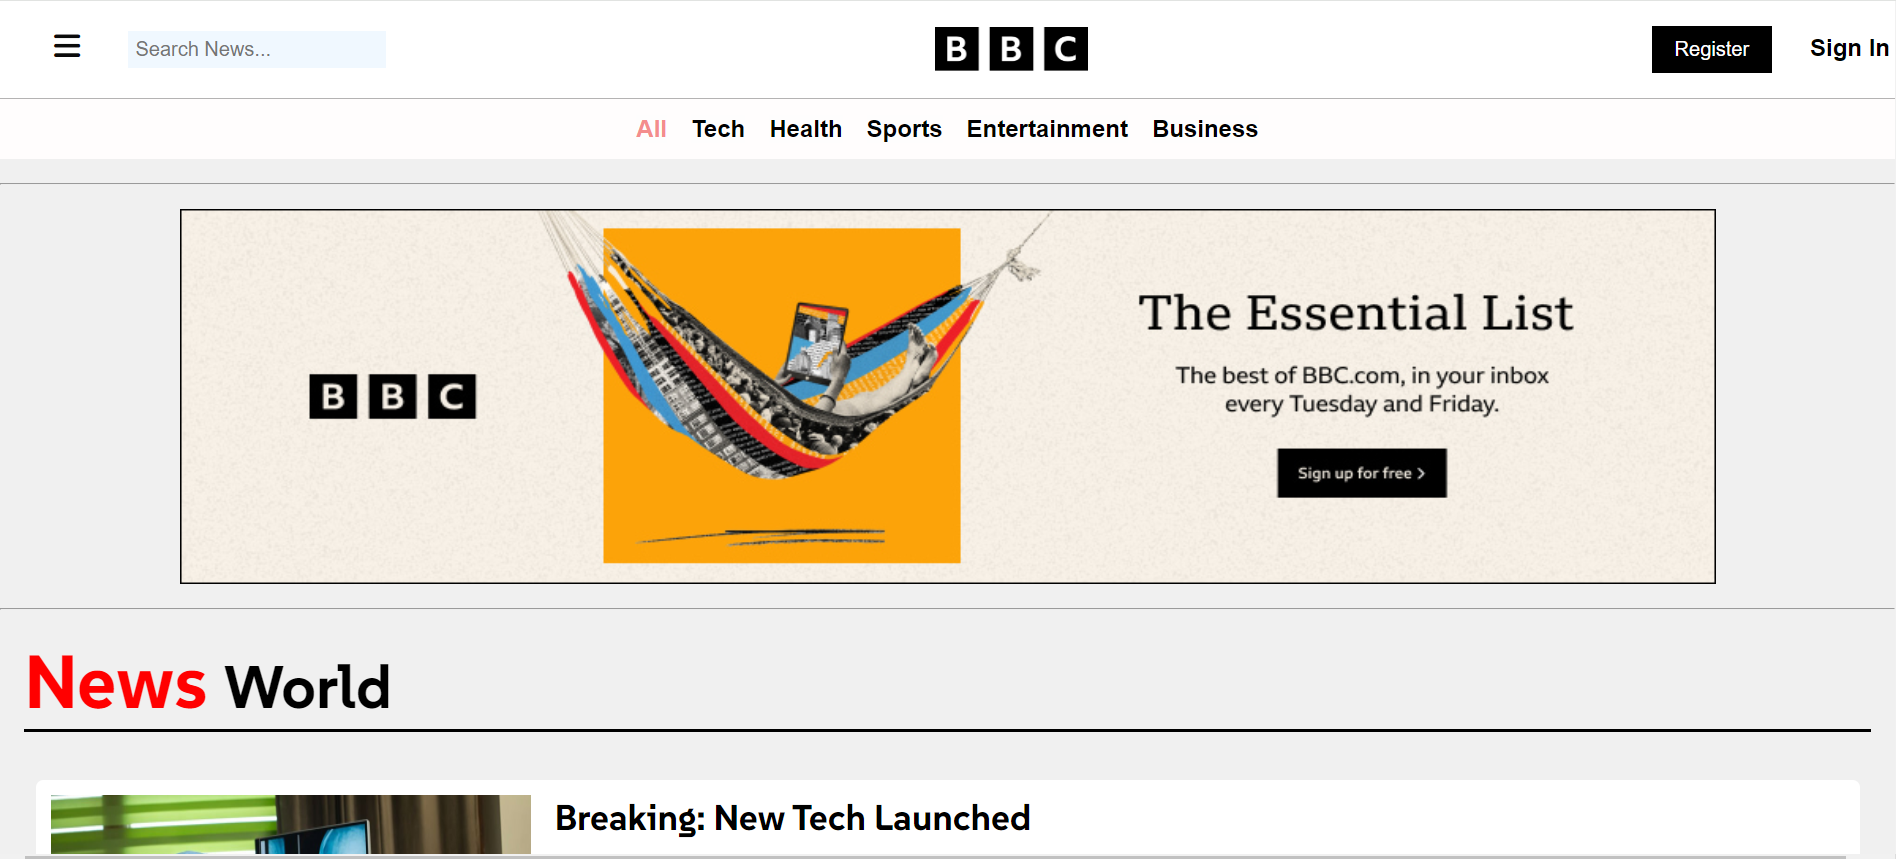 Search News...
BBC
Register
Sign In
All Tech Health Sports Entertainment Business
BBC
The Essential List
The best of BBC.com, in your inbox
every Tuesday and Friday.
Sign up for free >
News World
Breaking: New Tech Launched